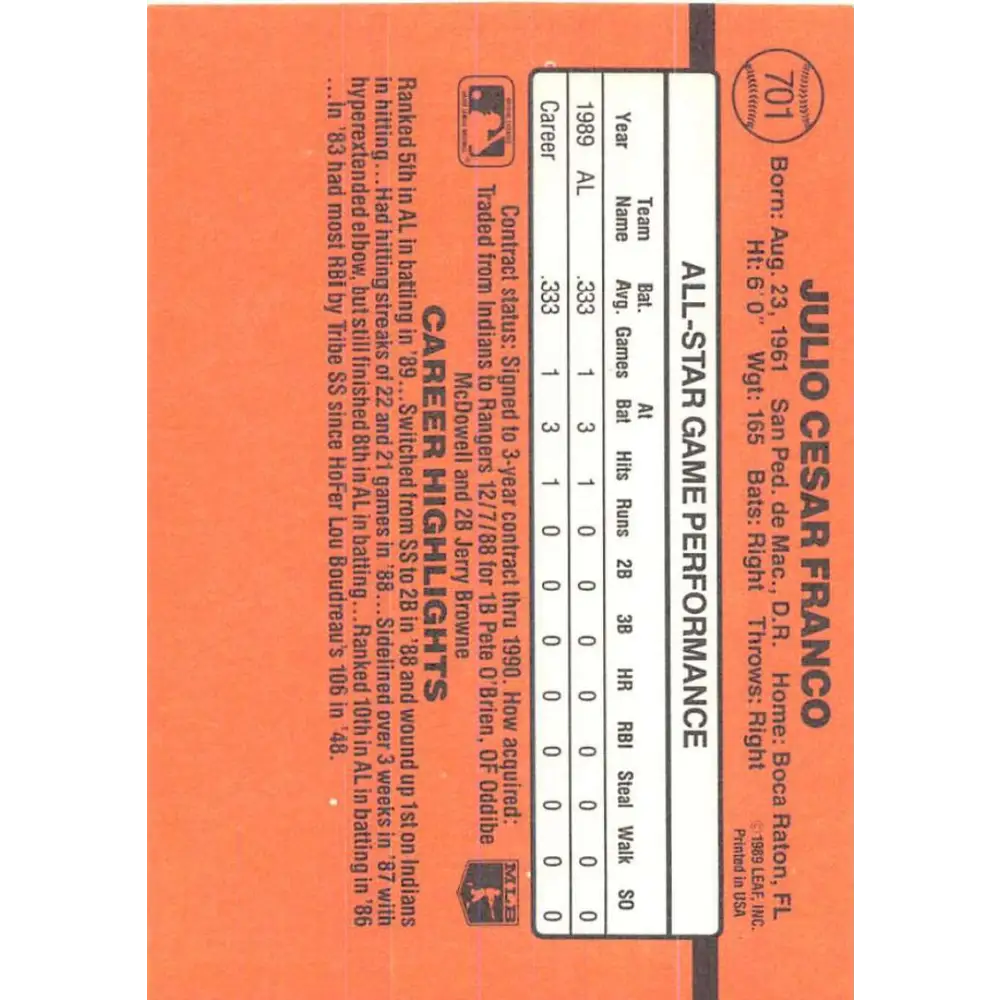 701
JULIO CESAR FRANCO
Born: Aug. 23, 1961 San Ped. de Mac., D.R. Home: Boca Raton, FL
Ht: 6'0" Wgt: 165 Bats: Right Throws: Right
© 1989 LEAF, INC.
Printed in USA
ALL-STAR GAME PERFORMANCE
Year Team Name Bat. Avg. Games At Bat Hits Runs 2B 3B HR RBI Steal Walk SO
1989 AL .333 1 3 1 0 0 0 0 0 0 0 0
Career .333 1 3 1 0 0 0 0 0 0 0 0
Contract status: Signed to 3-year contract thru 1990. How acquired:
Traded from Indians to Rangers 12/7/88 for 1B Pete O'Brien, OF Oddibe
McDowell and 2B Jerry Browne
MLB
CAREER HIGHLIGHTS
Ranked 5th in AL in batting in '89...Switched from SS to 2B in '88 and wound up 1st on Indians
in hitting...Had hitting streaks of 22 and 21 games in '88...Sidelined over 3 weeks in '87 with
hyperextended elbow, but still finished 8th in AL in batting...Ranked 10th in AL in batting in '86
...In '83 had most RBI by Tribe SS since HoFer Lou Boudreau's 106 in '48.